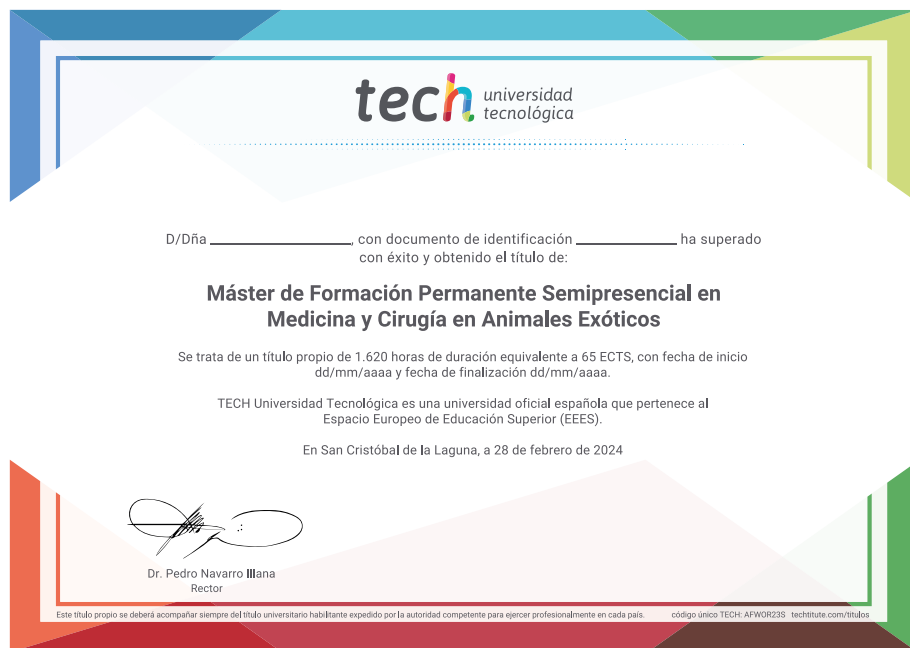 tech universidad
tecnológica
D/Dña ________________, con documento de identificación ____________ ha superado
con éxito y obtenido el título de:
Máster de Formación Permanente Semipresencial en
Medicina y Cirugía en Animales Exóticos
Se trata de un título propio de 1.620 horas de duración equivalente a 65 ECTS, con fecha de inicio
dd/mm/aaaa y fecha de finalización dd/mm/aaaa.
TECH Universidad Tecnológica es una universidad oficial española que pertenece al
Espacio Europeo de Educación Superior (EEES).
En San Cristóbal de la Laguna, a 28 de febrero de 2024
Dr. Pedro Navarro Illana
Rector
Este título propio se deberá acompañar siempre del título universitario habilitante expedido por la autoridad competente para ejercer profesionalmente en cada país. código único TECH: AFWOR23S techtitute.com/titulos